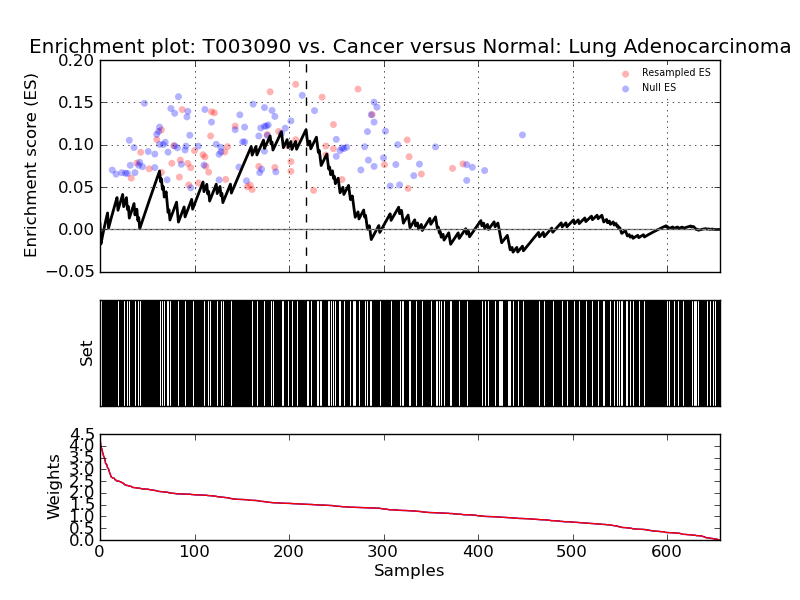 Enrichment plot: T003090 vs. Cancer versus Normal: Lung Adenocarcinoma
Enrichment score (ES)
0.20
0.15
0.10
0.05
0.00
−0.05
Resampled ES
Null ES
Set
Weights
4.5
4.0
3.5
3.0
2.5
2.0
1.5
1.0
0.5
0.0
0 100 200 300 400 500 600
Samples